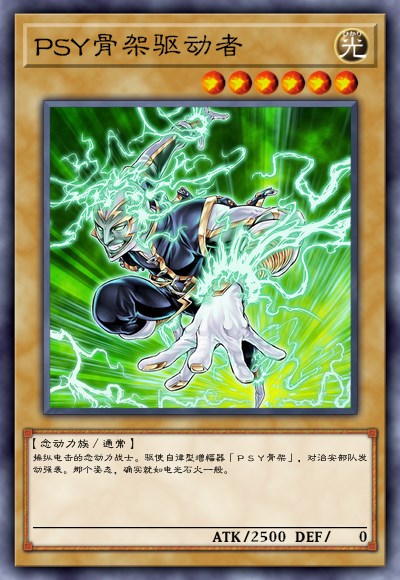 PSY骨架驱动者
ひかり
光
【念动力族／通常】
操纵电击的念动力战士。驱使自律型增幅器「ＰＳＹ骨架」，对治安部队发
动强袭。那个姿态，确实就如电光石火一般。
ATK/2500 DEF/ 0